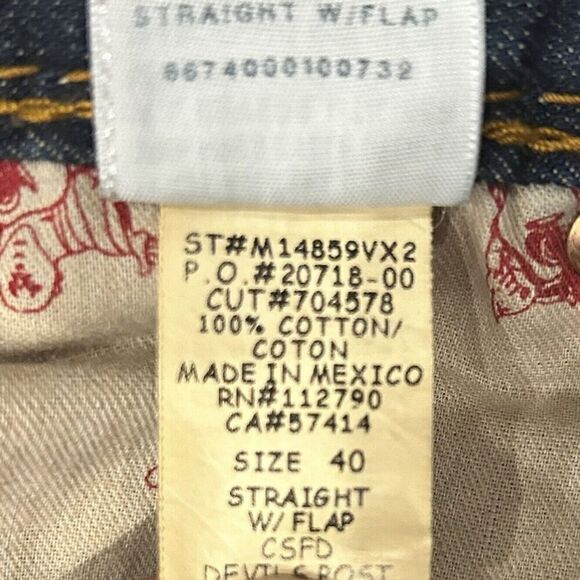 STRAIGHT W/FLAP
8674000100732
ST#M14859VX2
P.O.#20718-00
CUT#704578
100% COTTON/
COTON
MADE IN MEXICO
RN#112790
CA#57414
SIZE 40
STRAIGHT
W/FLAP
CSFD